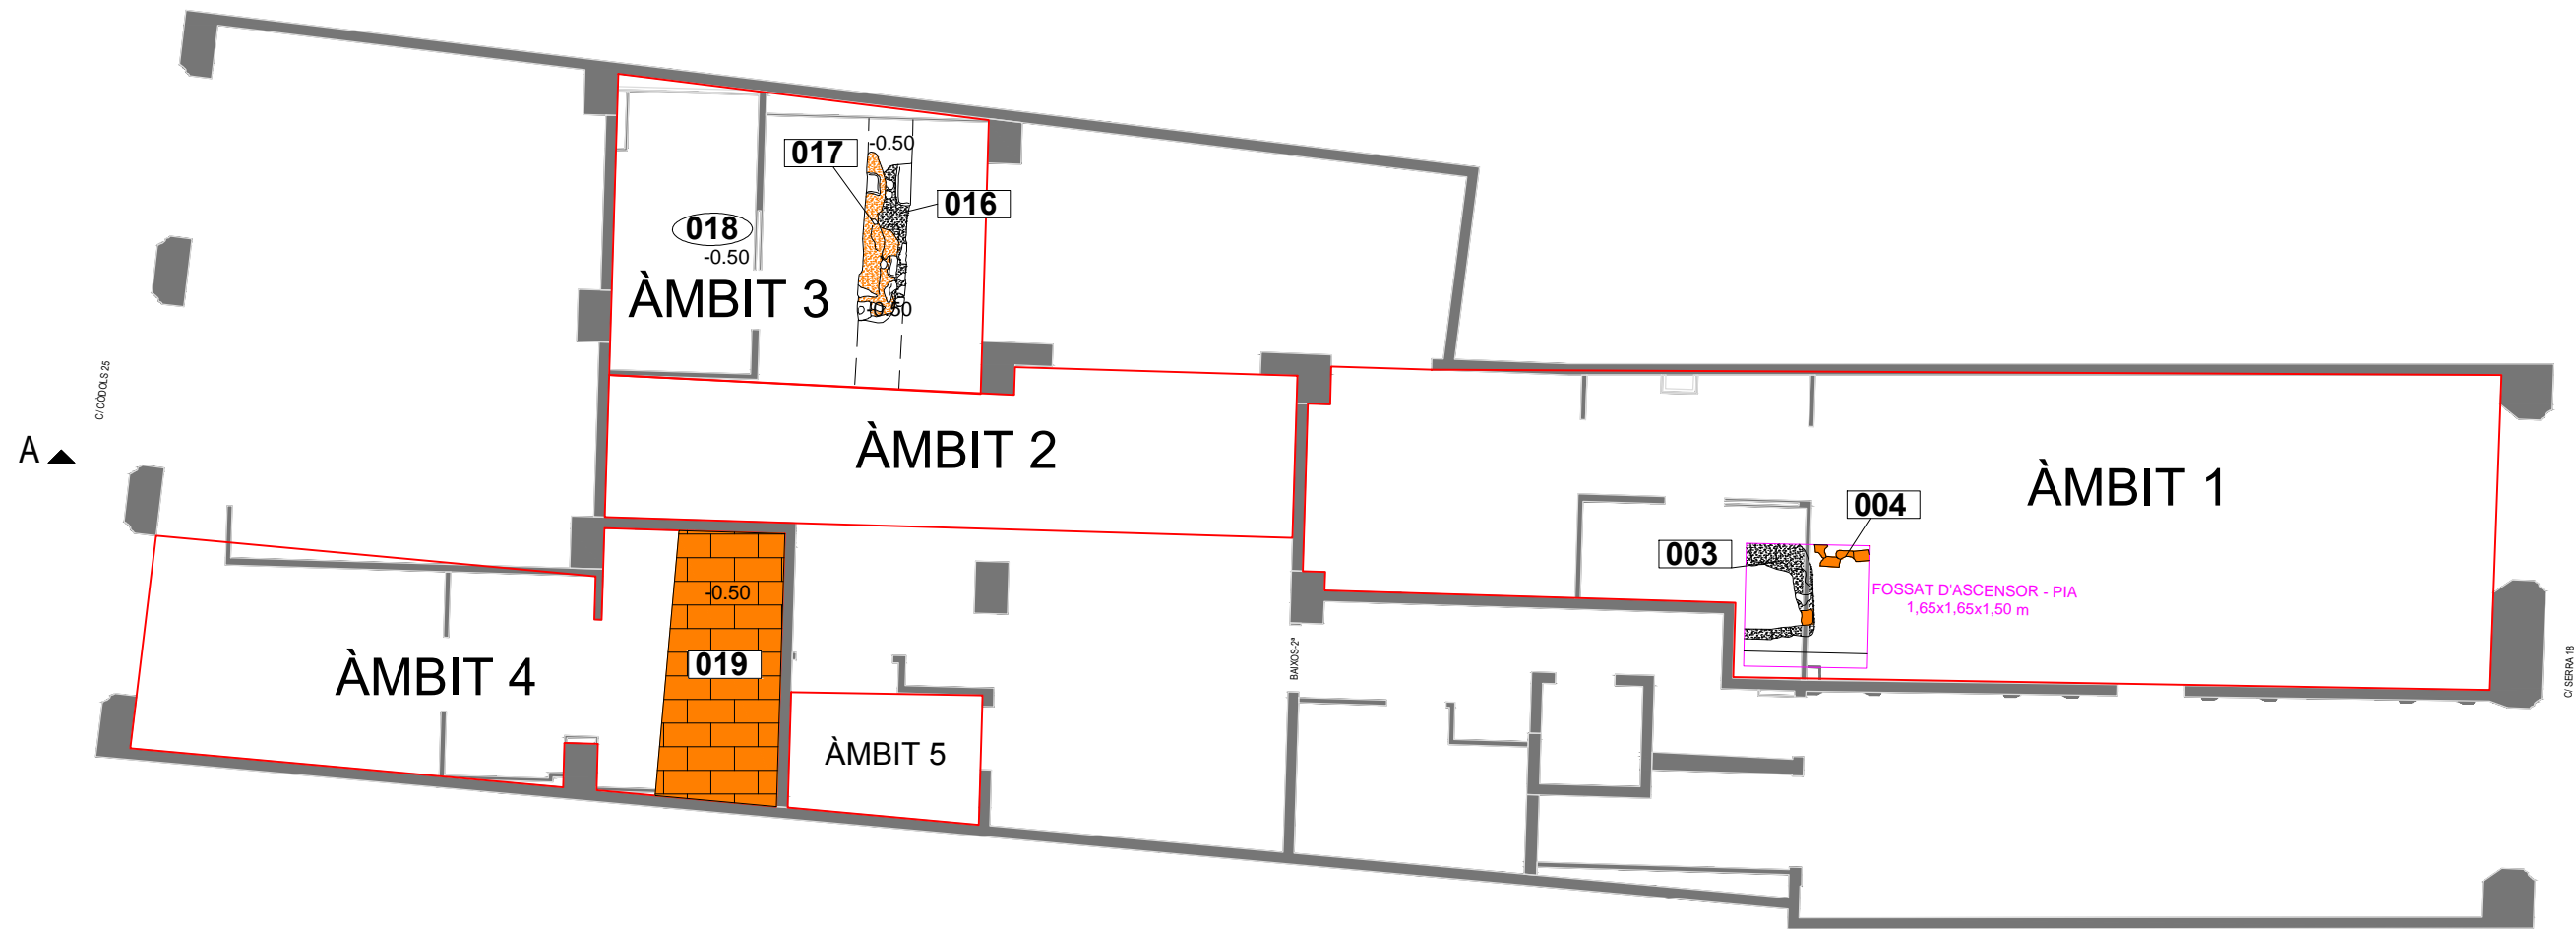 -0.50
017
016
018
-0.50
ÀMBIT 3
-0.50
C/ CÒDOLS 25
A
ÀMBIT 2
ÀMBIT 1
004
003
FOSSAT D'ASCENSOR - PIA
1,65x1,65x1,50 m
-0.50
019
ÀMBIT 4
BAIXOS-2ª
C/ SERRA 18
ÀMBIT 5